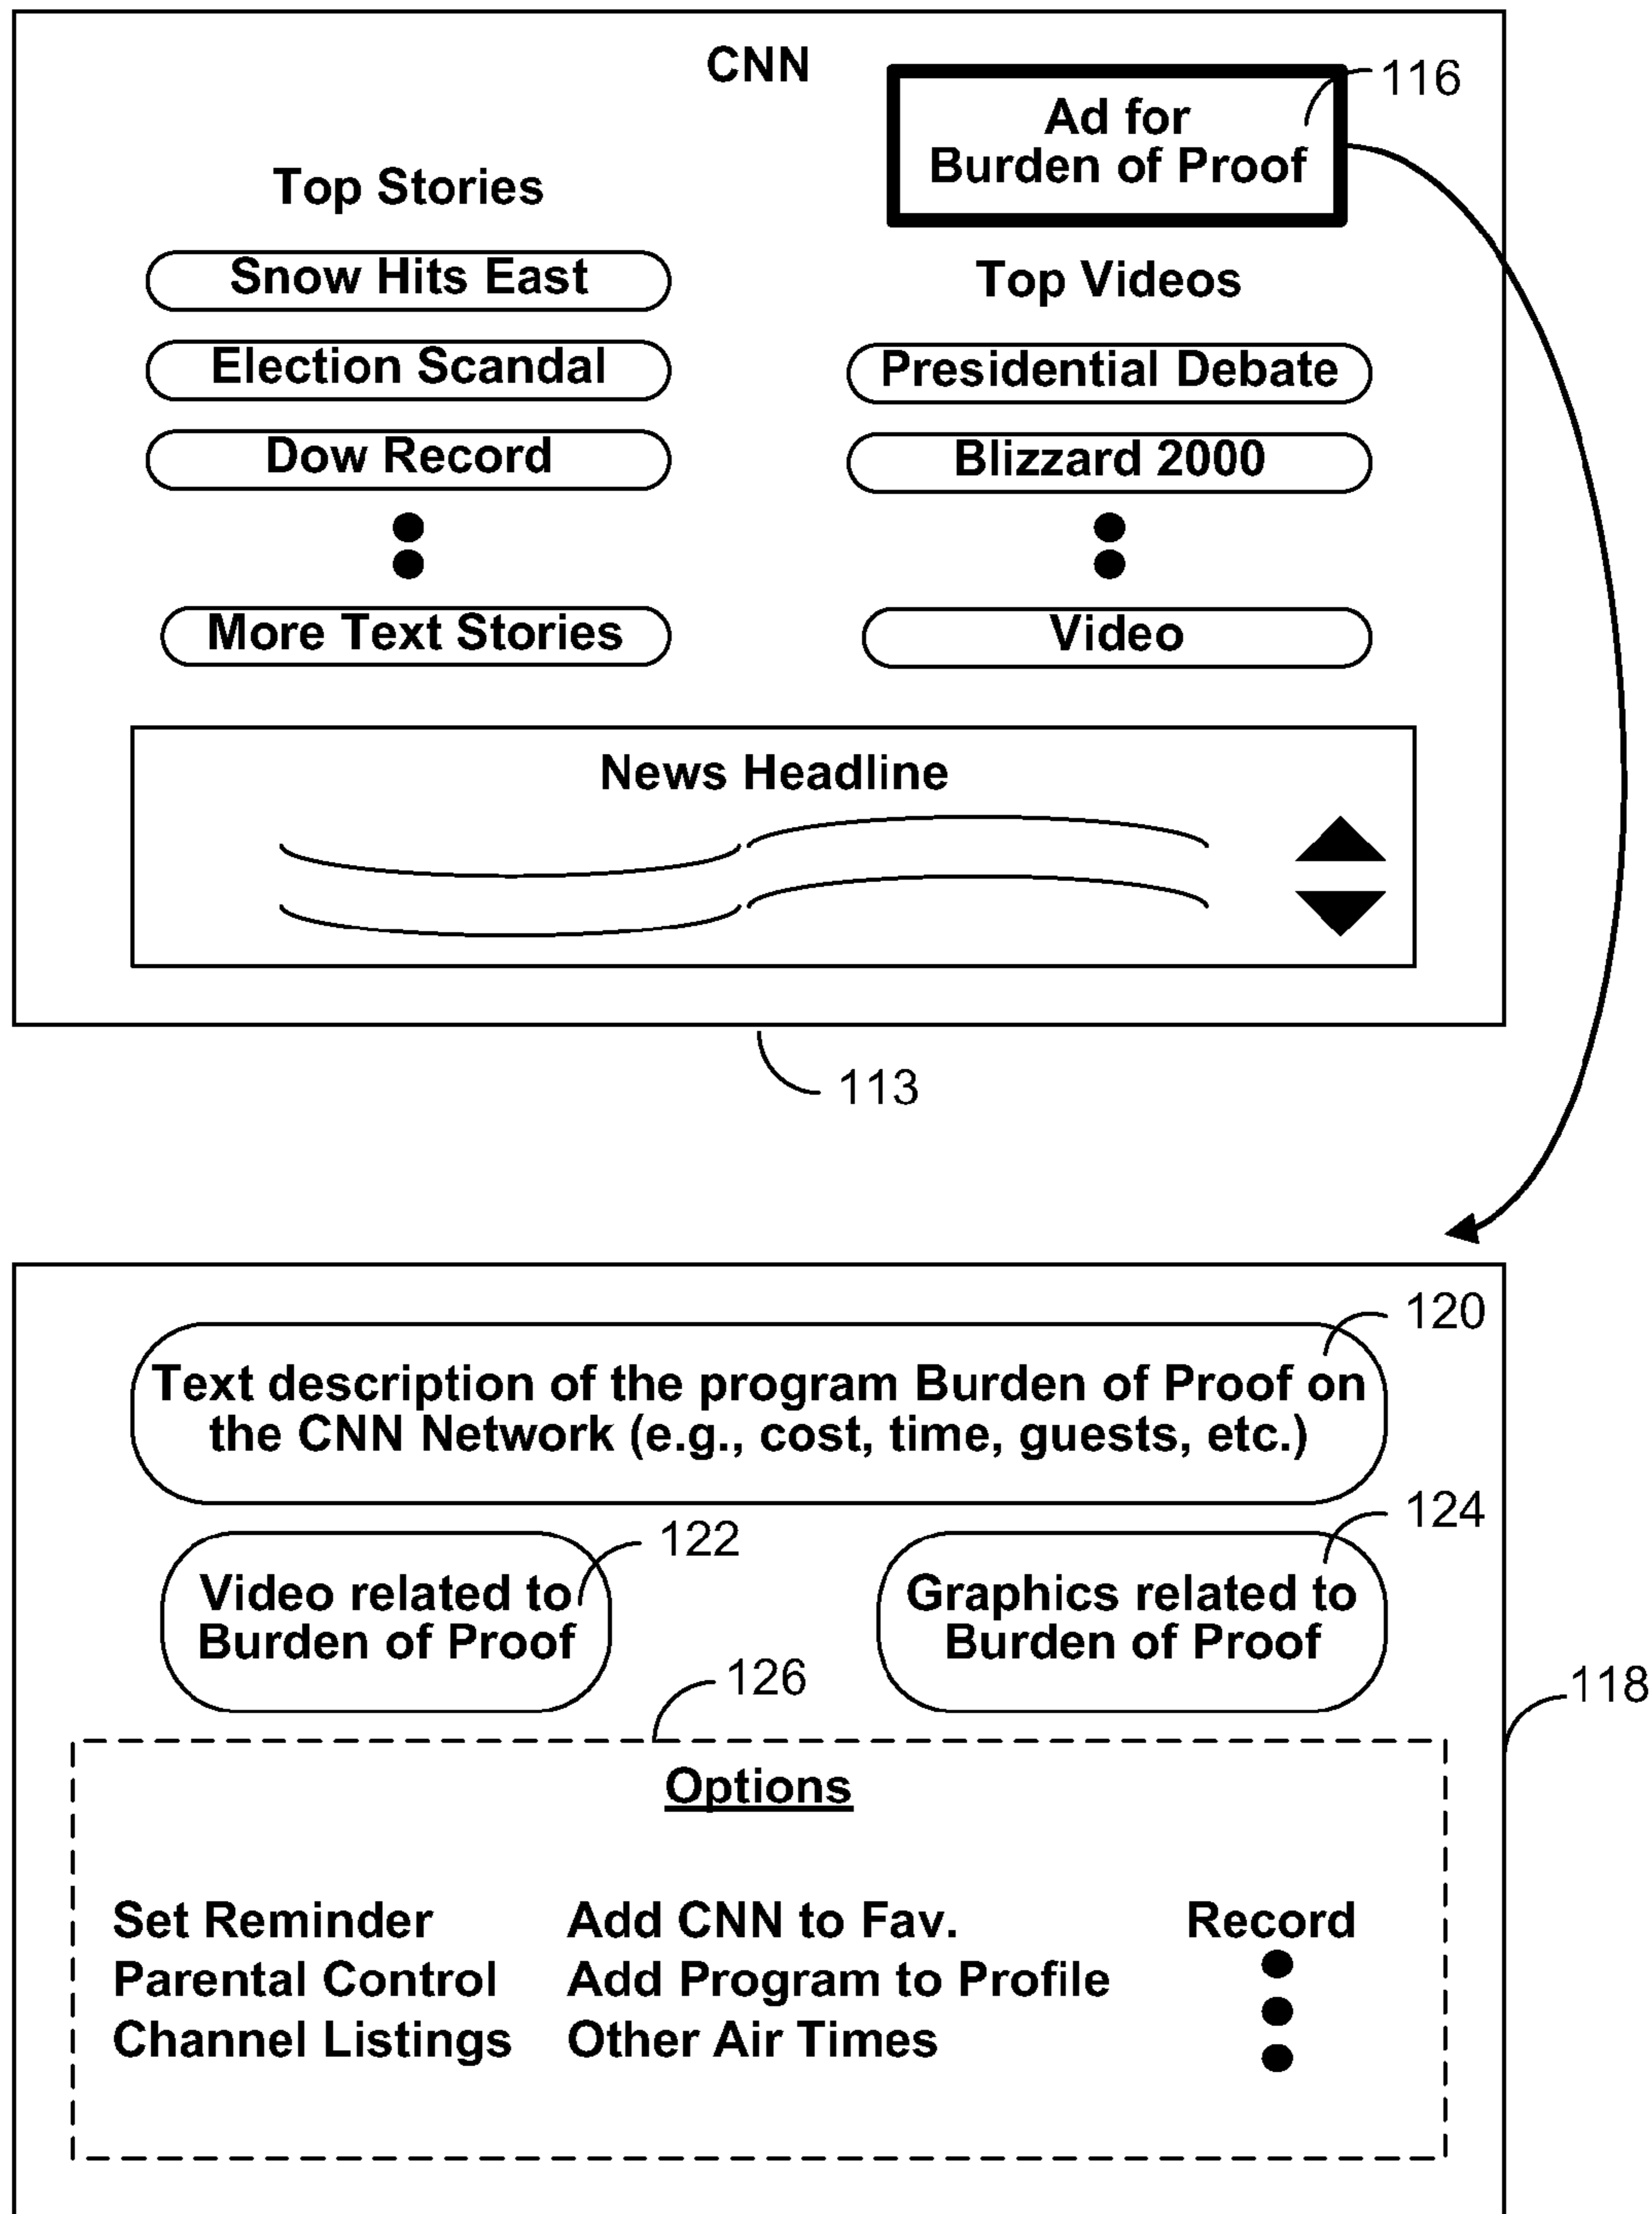 CNN
116
Ad for
Burden of Proof
Top Stories
Snow Hits East
Election Scandal
Dow Record
More Text Stories
Top Videos
Presidential Debate
Blizzard 2000
Video
News Headline
113
120
Text description of the program Burden of Proof on
the CNN Network (e.g., cost, time, guests, etc.)
122
Video related to
Burden of Proof
124
Graphics related to
Burden of Proof
126
118
Options
Set Reminder
Parental Control
Channel Listings
Add CNN to Fav.
Add Program to Profile
Other Air Times
Record